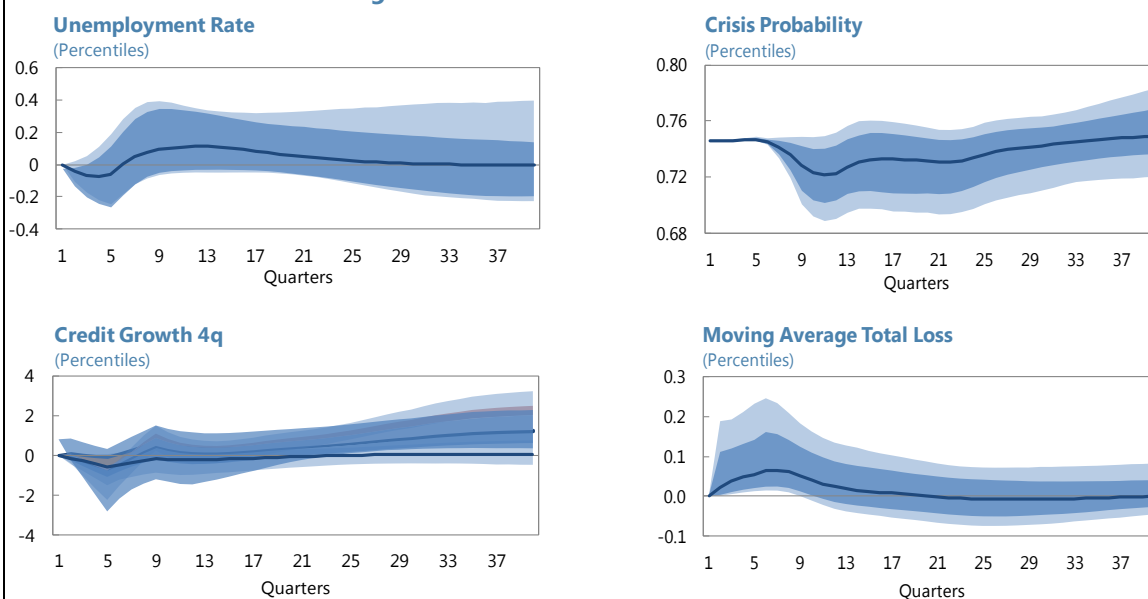 Unemployment Rate
(Percentiles)
0.6
0.4
0.2
0
-0.2
-0.4
1 5 9 13 17 21 25 29 33 37
Quarters
Crisis Probability
(Percentiles)
0.80
0.76
0.72
0.68
1 5 9 13 17 21 25 29 33 37
Quarters
Credit Growth 4q
(Percentiles)
4
2
0
-2
-4
1 5 9 13 17 21 25 29 33 37
Quarters
Moving Average Total Loss
(Percentiles)
0.3
0.2
0.1
0.0
-0.1
1 5 9 13 17 21 25 29 33 37
Quarters